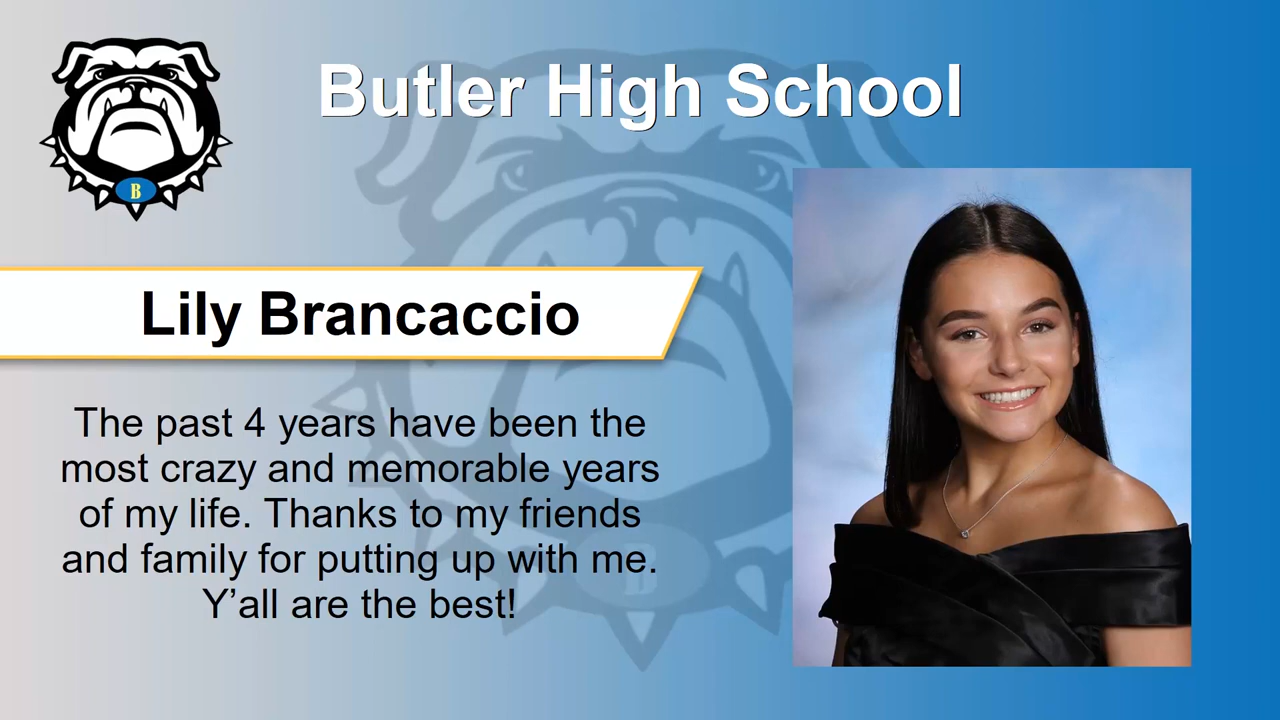 Butler High School
B
Lily Brancaccio
The past 4 years have been the
most crazy and memorable years
of my life. Thanks to my friends
and family for putting up with me.
Y’all are the best!